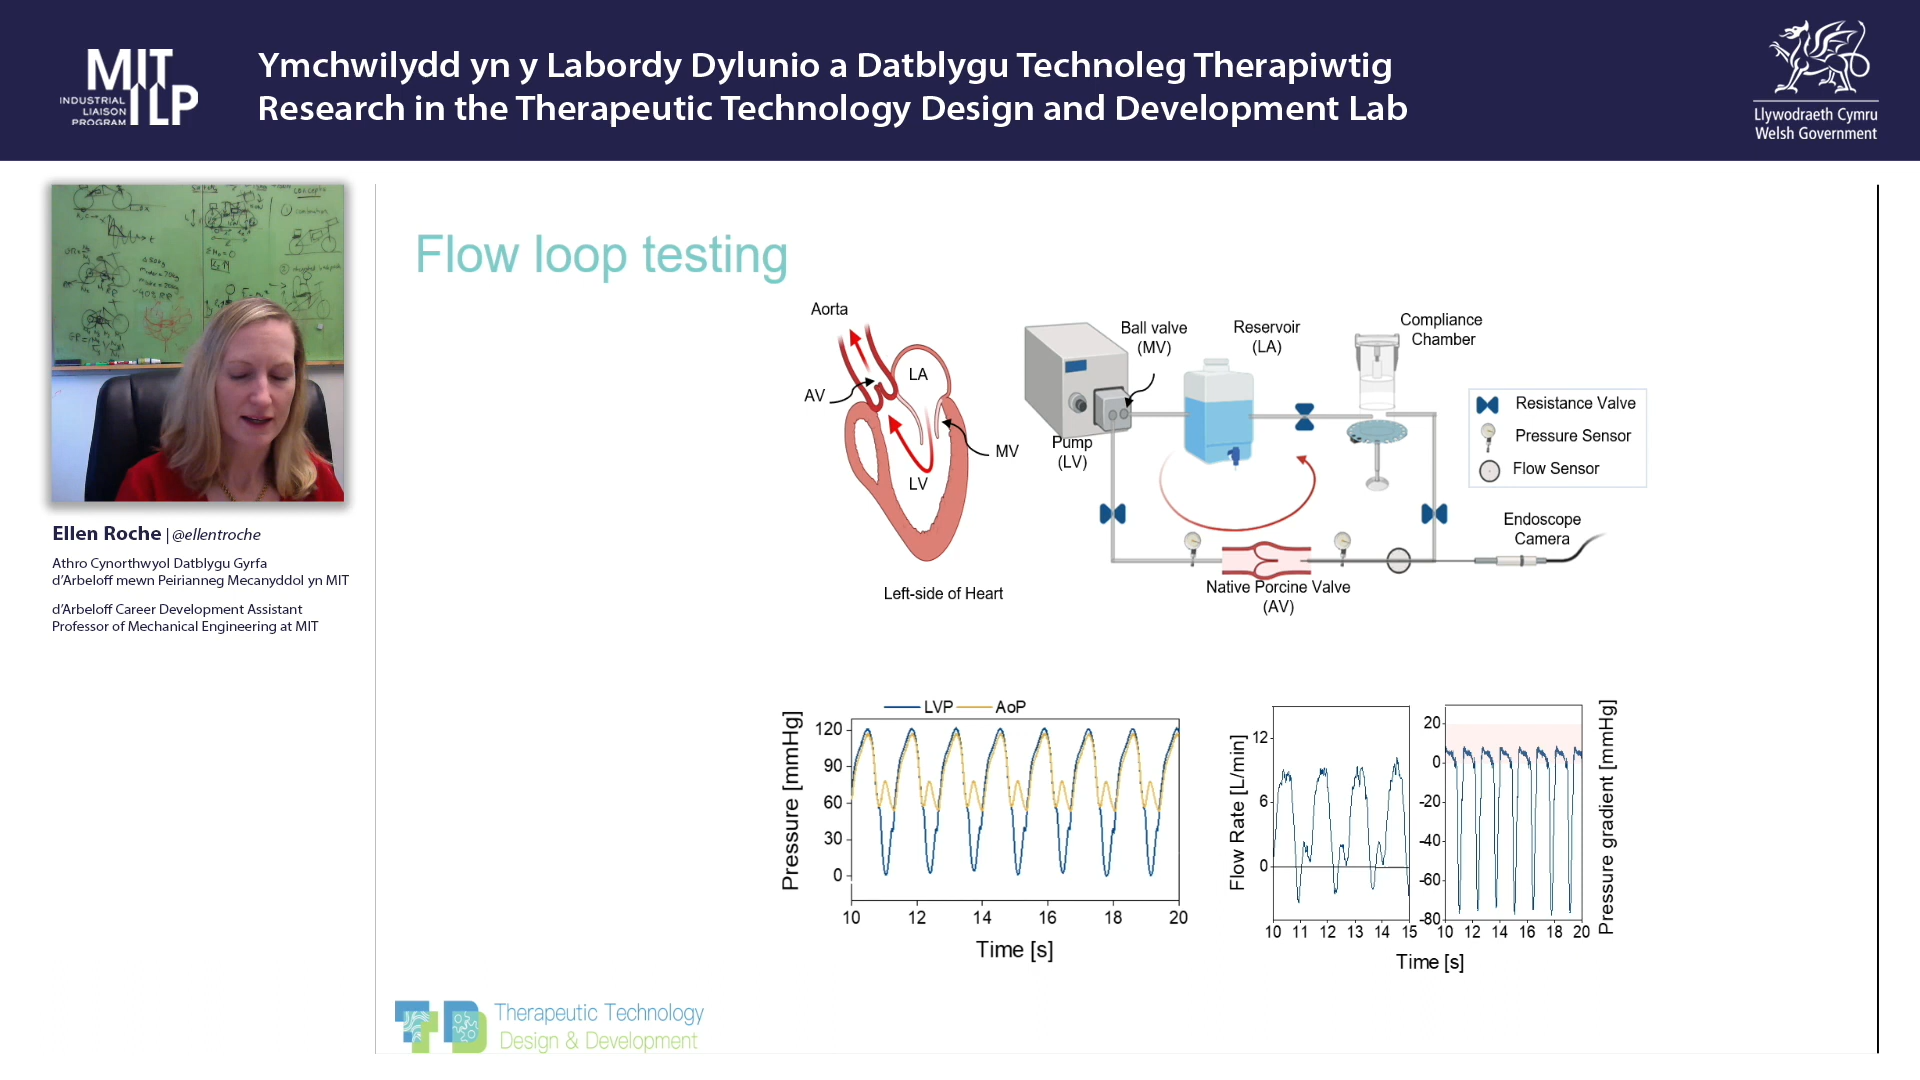 MIT
ILP
INDUSTRIAL
LIAISON
PROGRAM
Ymchwilydd yn y Labordy Dylunio a Datblygu Technoleg Therapiwtig
Research in the Therapeutic Technology Design and Development Lab
Llywodraeth Cymru
Welsh Government
Ellen Roche | @ellentroche
Athro Cynorthwyol Datblygu Gyrfa
d'Arbeloff mewn Peirianneg Mecanyddol yn MIT
d'Arbeloff Career Development Assistant
Professor of Mechanical Engineering at MIT
Flow loop testing
Aorta
AV
LA
MV
LV
Left-side of Heart
Ball valve
(MV)
Reservoir
(LA)
Compliance
Chamber
Pump
(LV)
Resistance Valve
Pressure Sensor
Flow Sensor
Endoscope
Camera
Native Porcine Valve
(AV)
LVP AoP
Pressure [mmHg]
120
90
60
30
0
10 12 14 16 18 20
Time [s]
Flow Rate [L/min]
12
6
0
10 11 12 13 14 15
20
0
-20
-40
-60
-80
10 12 14 16 18 20
Pressure gradient [mmHg]
Time [s]
Therapeutic Technology
Design & Development